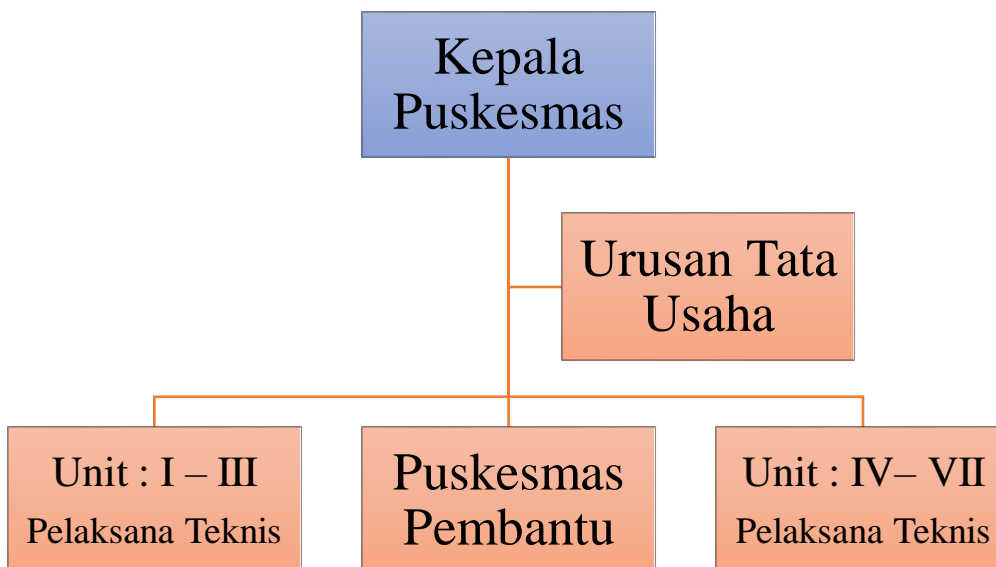 Kepala
Puskesmas
Urusan Tata
Usaha
Unit : I – III
Pelaksana Teknis
Puskesmas
Pembantu
Unit : IV– VII
Pelaksana Teknis